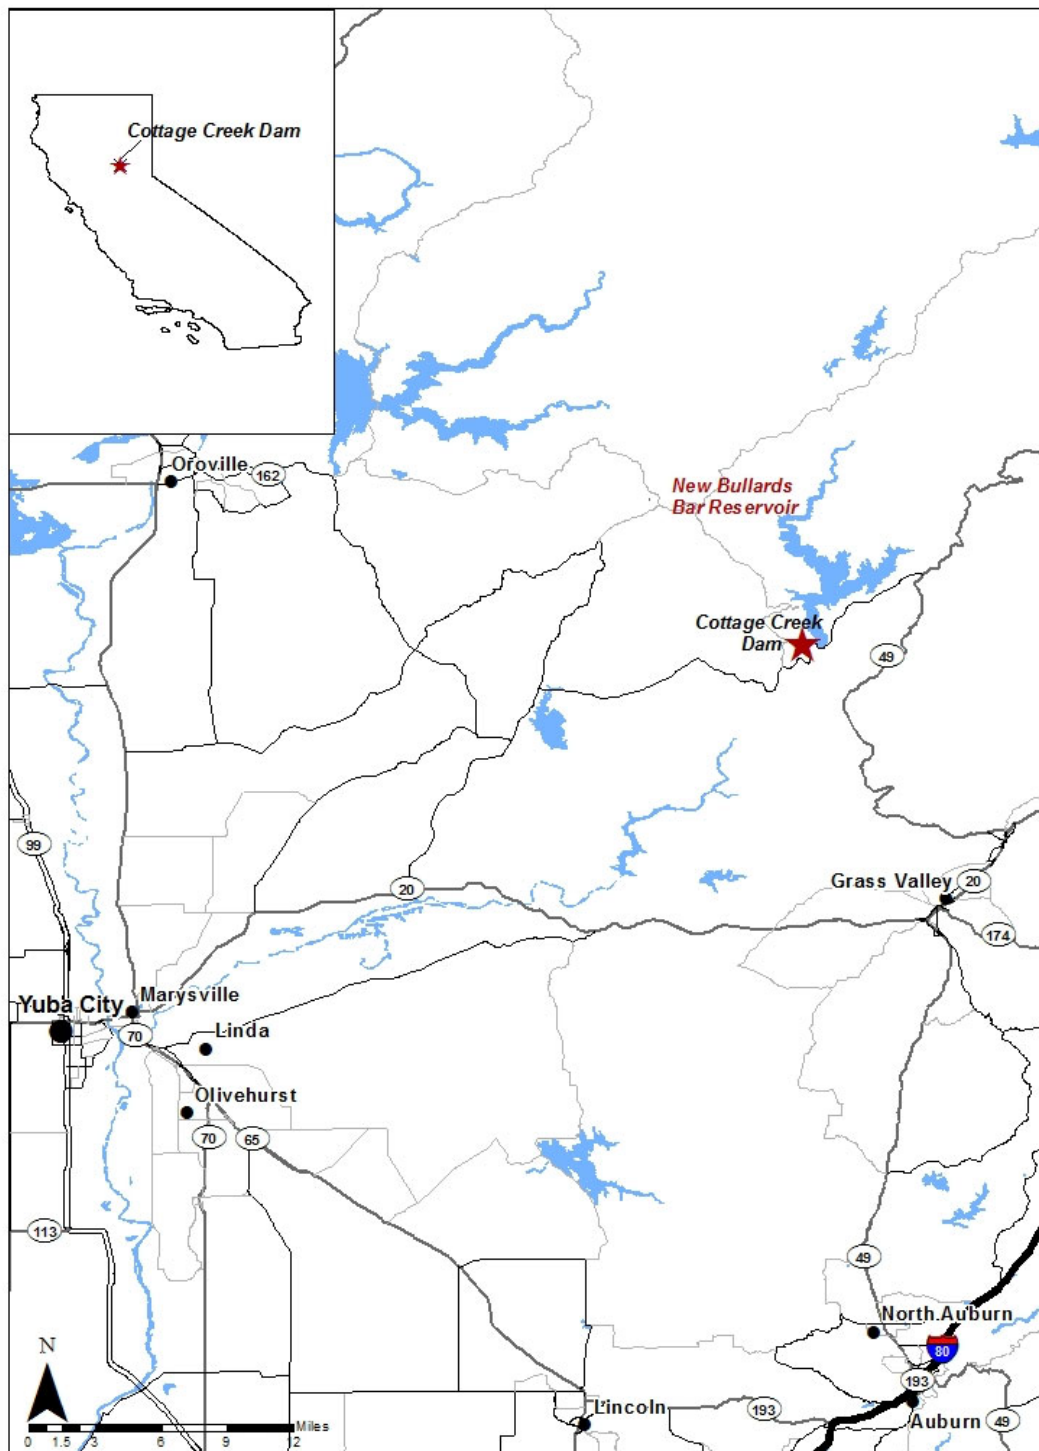 Cottage Creek Dam
Oroville
162
New Bullards
Bar Reservoir
Cottage Creek
Dam
49
99
20
Grass Valley
20
174
Yuba City
Marysville
70
Linda
Olivehurst
70
65
113
49
North Auburn
80
193
Lincoln
193
Auburn
49
N
Miles
0 1.5 3 6 9 12